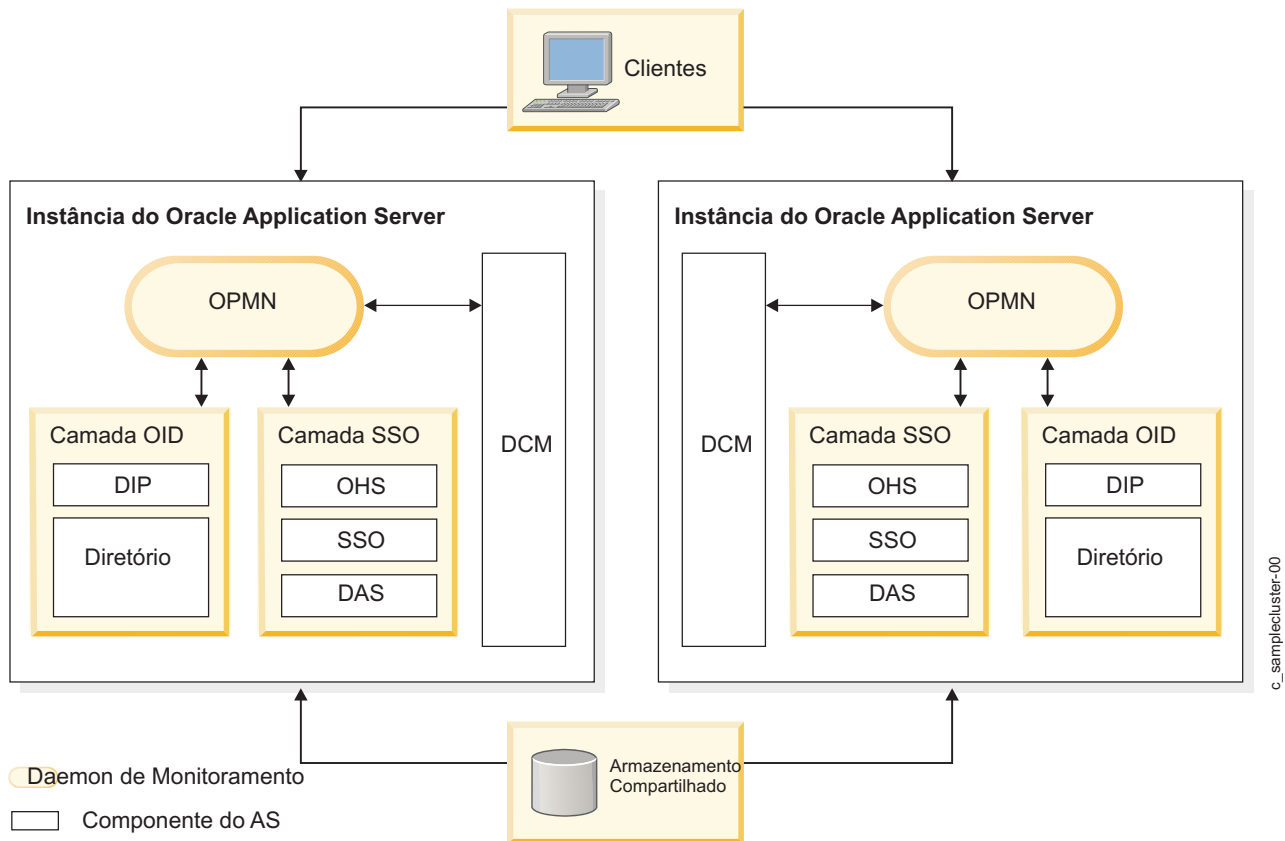 Clientes
Instância do Oracle Application Server
OPMN
DCM
Camada OID
DIP
Diretório
Camada SSO
OHS
SSO
DAS
Instância do Oracle Application Server
OPMN
DCM
Camada SSO
OHS
SSO
DAS
Camada OID
DIP
Diretório
Armazenamento
Compartilhado
Daemon de Monitoramento
Componente do AS
c_samplecluster-00